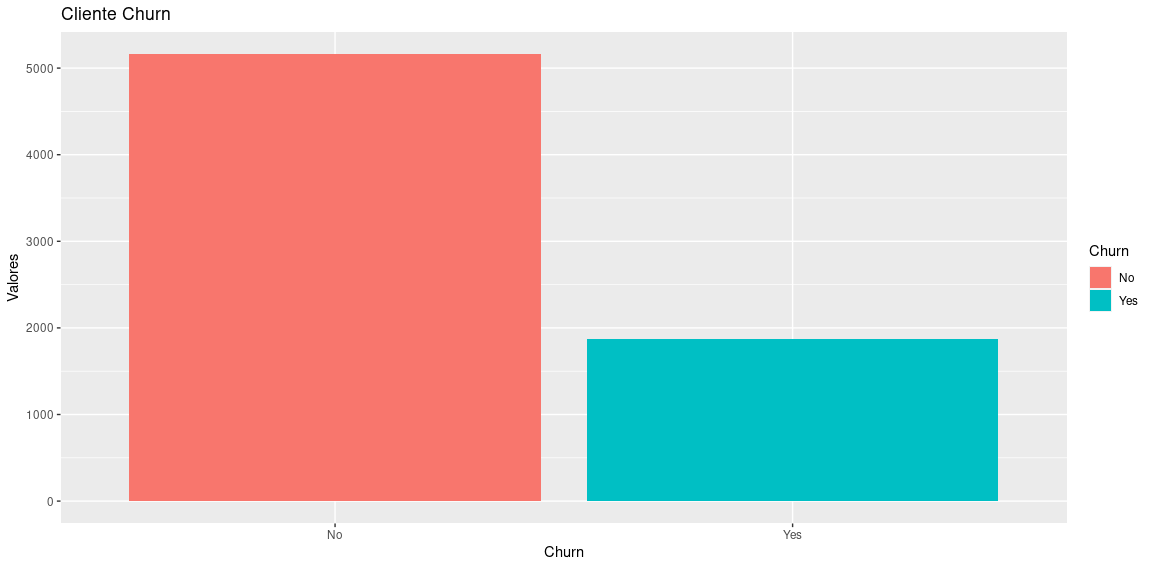 Cliente Churn
Valores
5000
4000
3000
2000
1000
0
No
Yes
Churn
Churn
No
Yes